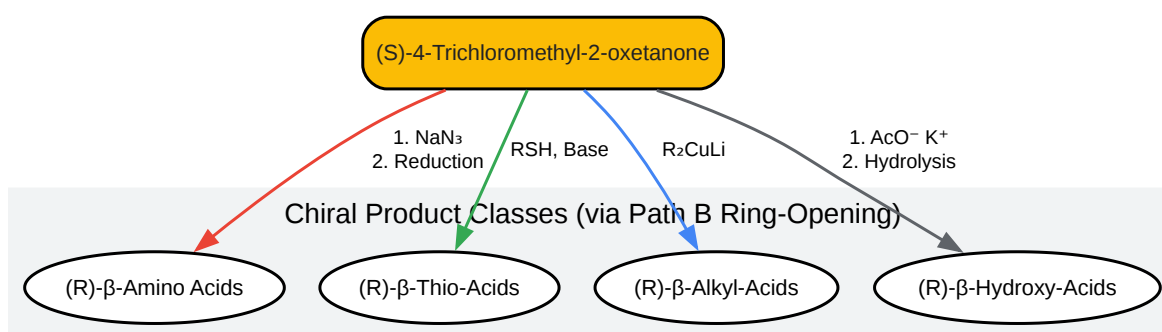 (S)-4-Trichloromethyl-2-oxetanone
1. NaN₃
2. Reduction
RSH, Base
R₂CuLi
1. AcO⁻ K⁺
2. Hydrolysis
Chiral Product Classes (via Path B Ring-Opening)
(R)-β-Amino Acids
(R)-β-Thio-Acids
(R)-β-Alkyl-Acids
(R)-β-Hydroxy-Acids